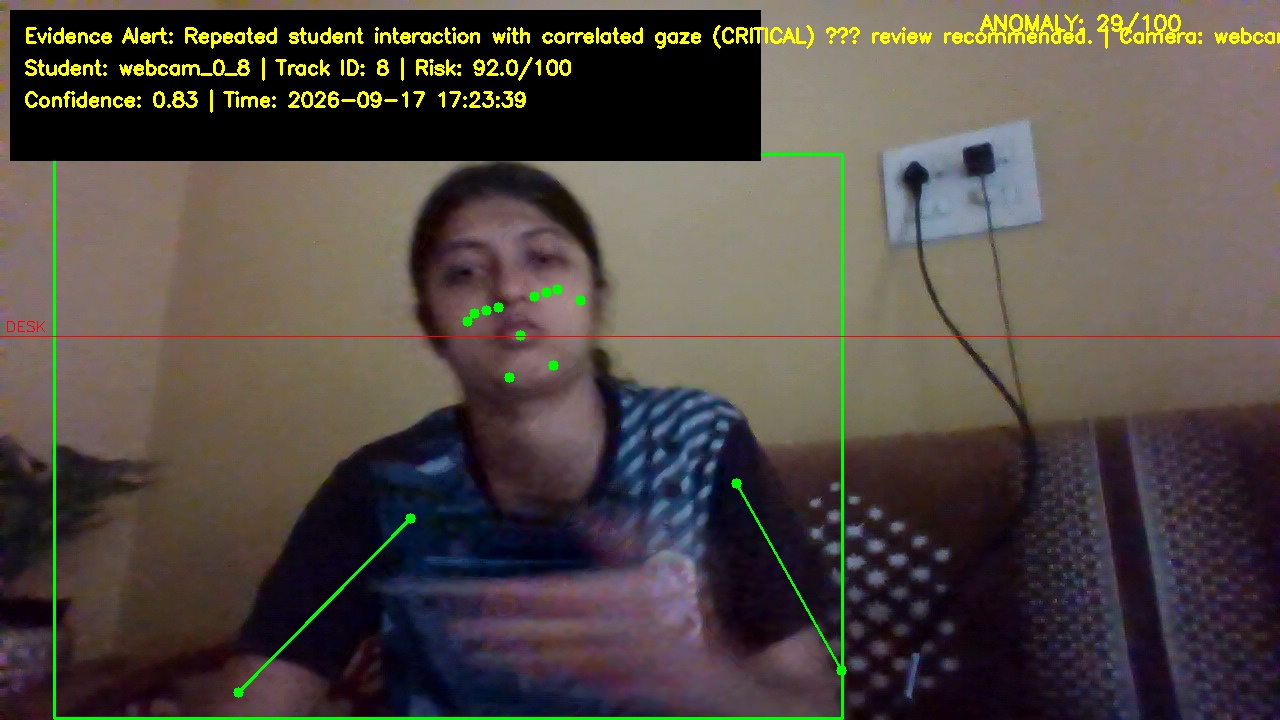 Evidence Alert: Repeated student interaction with correlated gaze (CRITICAL) ??? review recommended. | Camera: webca
ANOMALY: 29/100
Student: webcam_0_8 | Track ID: 8 | Risk: 92.0/100
Confidence: 0.83 | Time: 2026-09-17 17:23:39
DESK